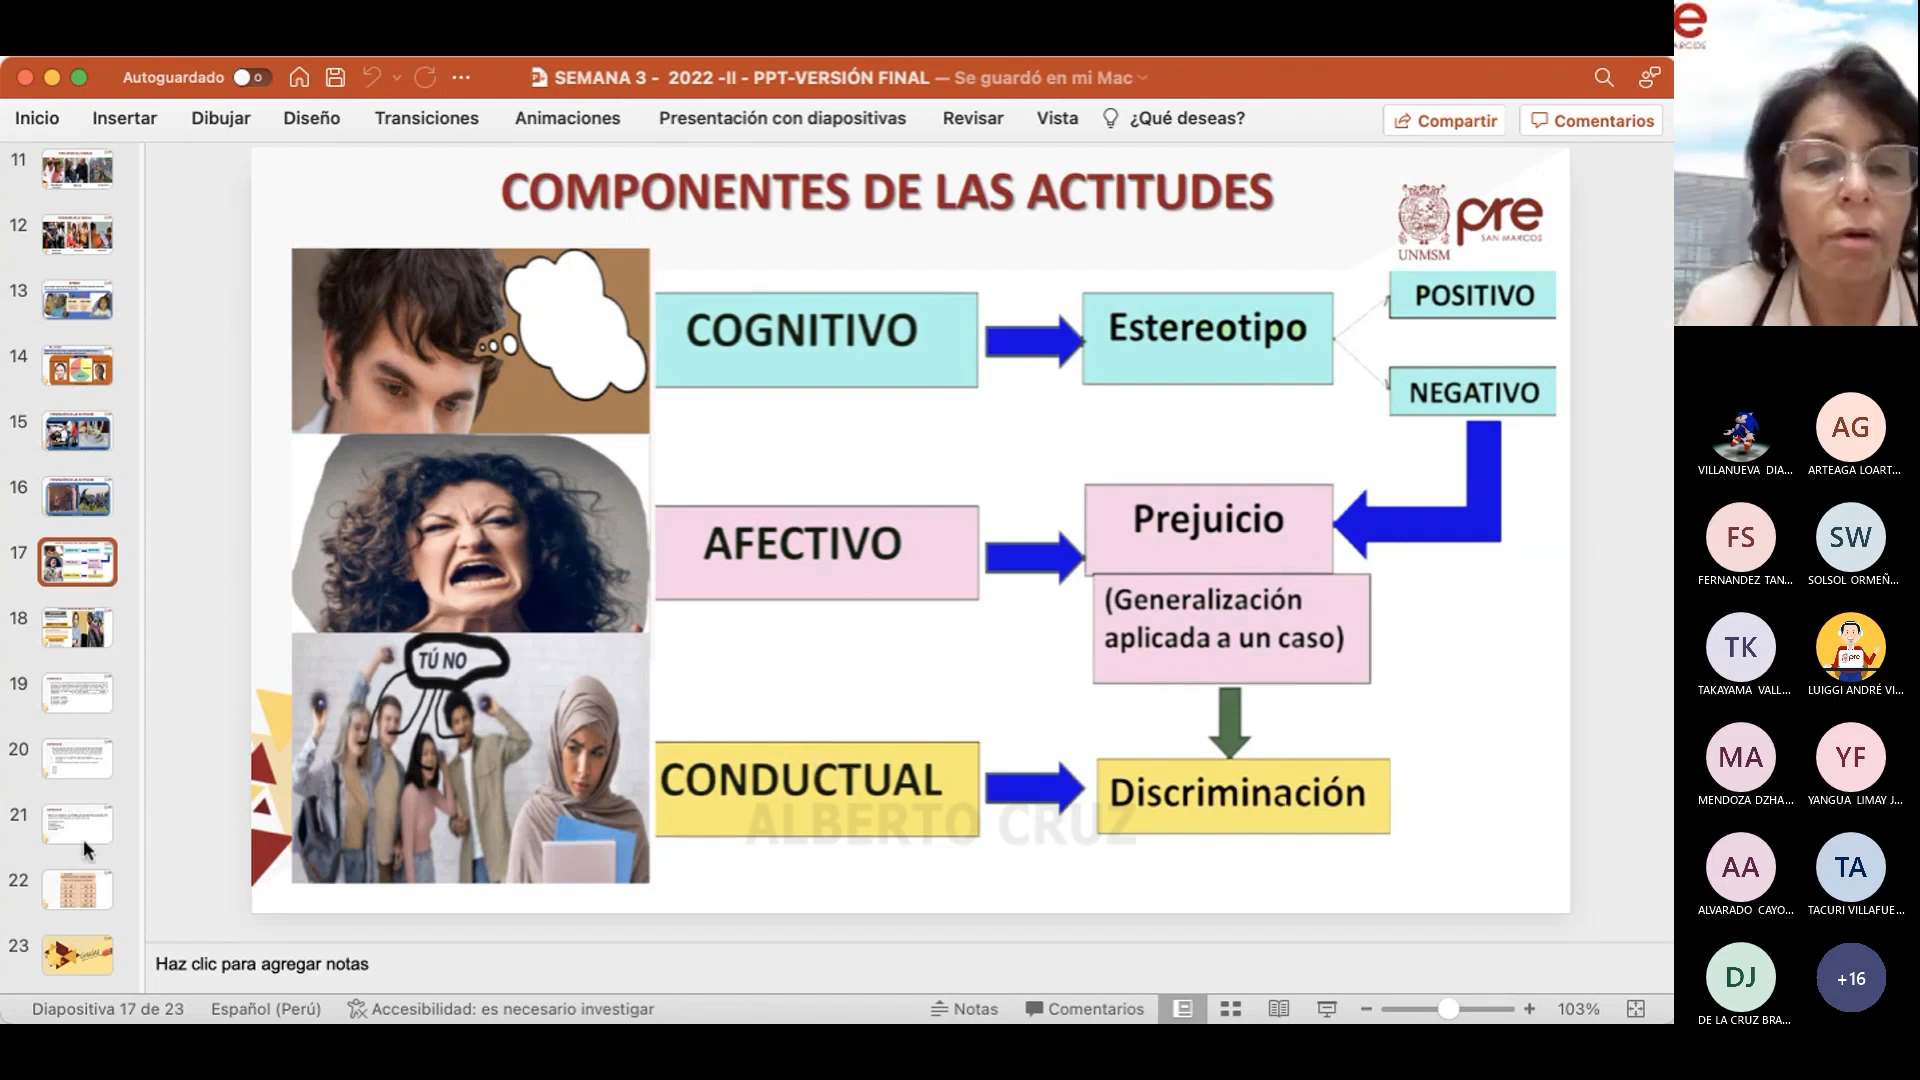 Autoguardado
SEMANA 3 - 2022 -II - PPT-VERSIÓN FINAL — Se guardó en mi Mac
Inicio Insertar Dibujar Diseño Transiciones Animaciones Presentación con diapositivas Revisar Vista ¿Qué deseas? Compartir Comentarios
11
12
13
14
15
16
17
18
19
20
21
22
23
COMPONENTES DE LAS ACTITUDES
UNMSM
pre
SAN MARCOS
COGNITIVO
Estereotipo
POSITIVO
NEGATIVO
AFECTIVO
Prejuicio
(Generalización
aplicada a un caso)
TÚ NO
CONDUCTUAL
Discriminación
ALBERTO CRUZ
Haz clic para agregar notas
Diapositiva 17 de 23 Español (Perú) Accesibilidad: es necesario investigar Notas Comentarios 103%
VILLANUEVA DIA...
AG
ARTEAGA LOART...
FS
FERNANDEZ TAN...
SW
SOLSOL ORMEÑ...
TK
TAKAYAMA VALL...
pre
LUIGGI ANDRÉ VI...
MA
MENDOZA DZHA...
YF
YANGUA LIMAY J...
AA
ALVARADO CAYO...
TA
TACURI VILLAFUE...
DJ
DE LA CRUZ BRA...
+16